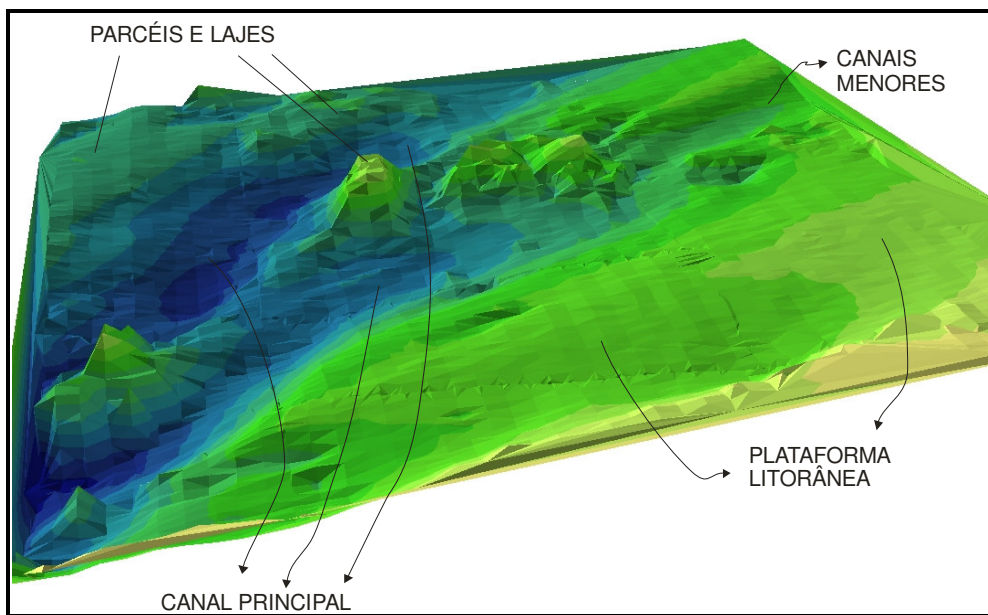 PARCÉIS E LAJES
CANAIS
MENORES
PLATAFORMA
LITORÂNEA
CANAL PRINCIPAL